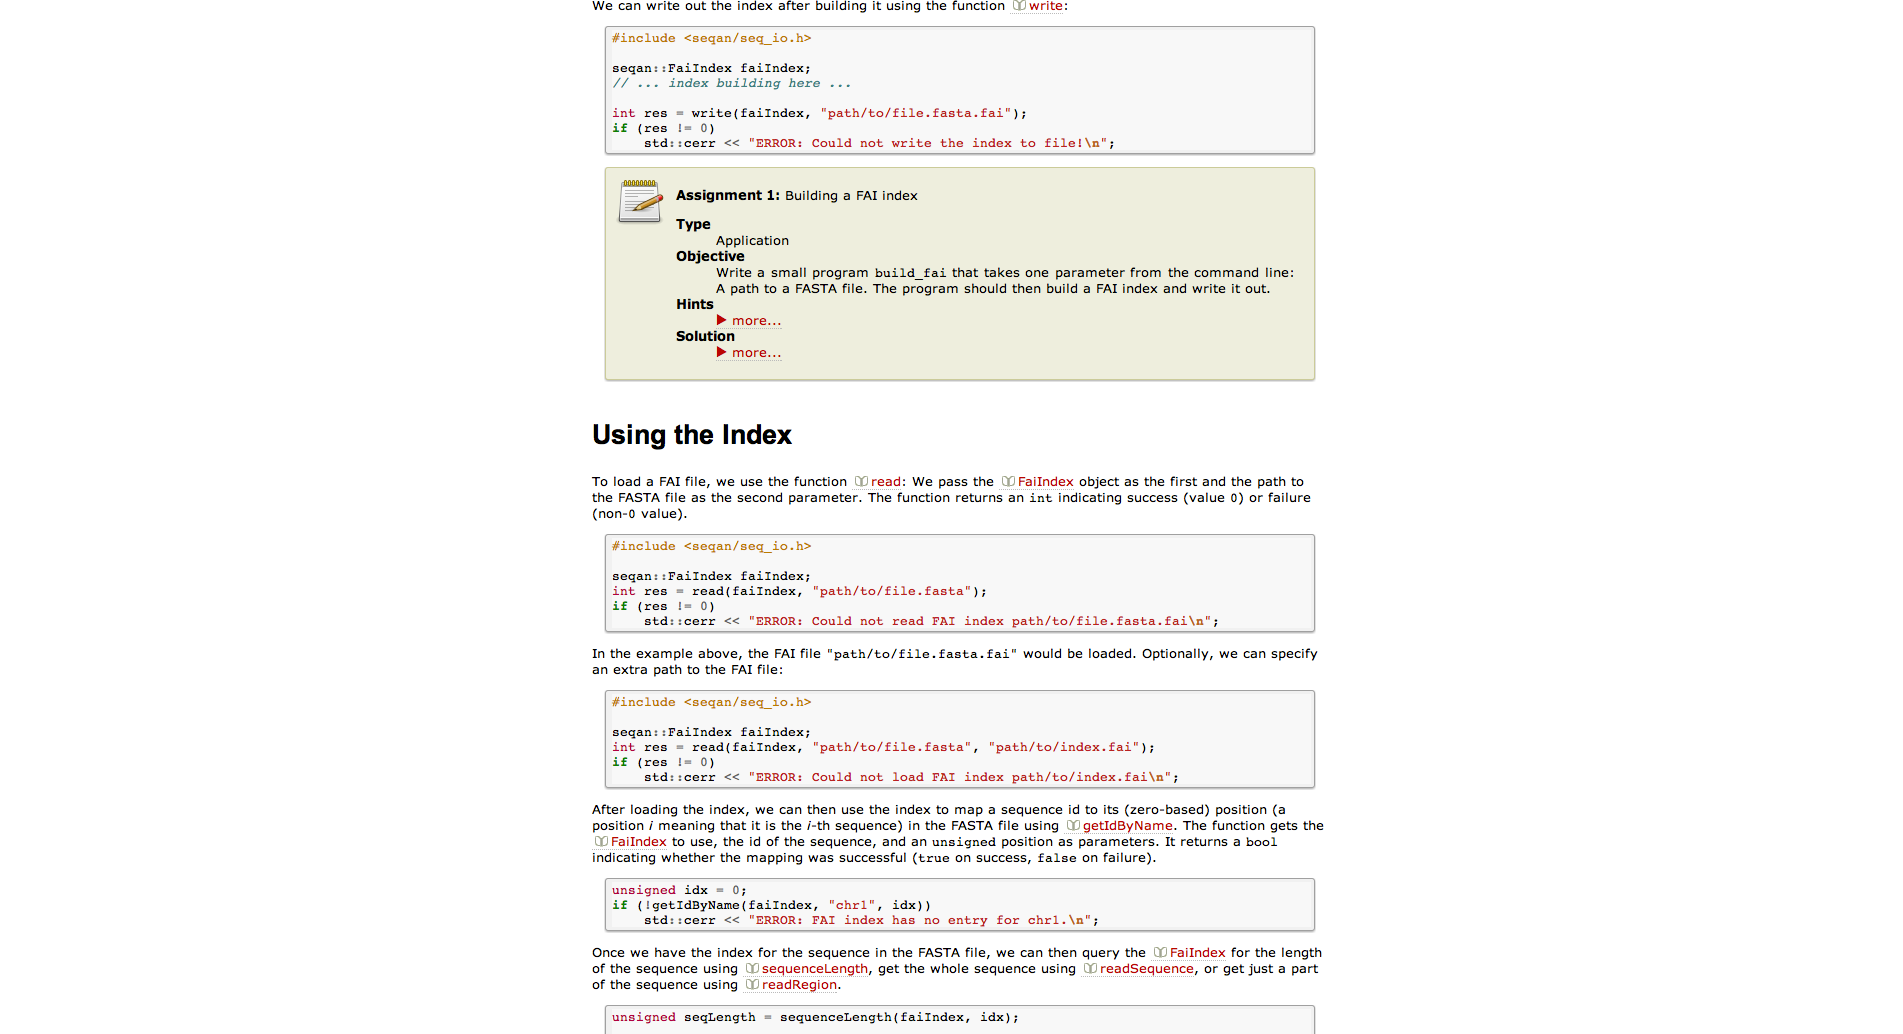 We can write out the index after building it using the function write:
#include <seqan/seq_io.h>
seqan::FaiIndex faiIndex;
// ... index building here ...
int res = write(faiIndex, "path/to/file.fasta.fai");
if (res != 0)
    std::cerr << "ERROR: Could not write the index to file!\n";
Assignment 1: Building a FAI index
Type
Application
Objective
Write a small program build_fai that takes one parameter from the command line:
A path to a FASTA file. The program should then build a FAI index and write it out.
Hints
▶ more...
Solution
▶ more...
Using the Index
To load a FAI file, we use the function read: We pass the FaiIndex object as the first and the path to
the FASTA file as the second parameter. The function returns an int indicating success (value 0) or failure
(non-0 value).
#include <seqan/seq_io.h>
seqan::FaiIndex faiIndex;
int res = read(faiIndex, "path/to/file.fasta");
if (res != 0)
    std::cerr << "ERROR: Could not read FAI index path/to/file.fasta.fai\n";
In the example above, the FAI file "path/to/file.fasta.fai" would be loaded. Optionally, we can specify
an extra path to the FAI file:
#include <seqan/seq_io.h>
seqan::FaiIndex faiIndex;
int res = read(faiIndex, "path/to/file.fasta", "path/to/index.fai");
if (res != 0)
    std::cerr << "ERROR: Could not load FAI index path/to/index.fai\n";
After loading the index, we can then use the index to map a sequence id to its (zero-based) position (a
position i meaning that it is the i-th sequence) in the FASTA file using getIdByName. The function gets the
FaiIndex to use, the id of the sequence, and an unsigned position as parameters. It returns a bool
indicating whether the mapping was successful (true on success, false on failure).
unsigned idx = 0;
if (!getIdByName(faiIndex, "chr1", idx))
    std::cerr << "ERROR: FAI index has no entry for chr1.\n";
Once we have the index for the sequence in the FASTA file, we can then query the FaiIndex for the length
of the sequence using sequenceLength, get the whole sequence using readSequence, or get just a part
of the sequence using readRegion.
unsigned seqLength = sequenceLength(faiIndex, idx);